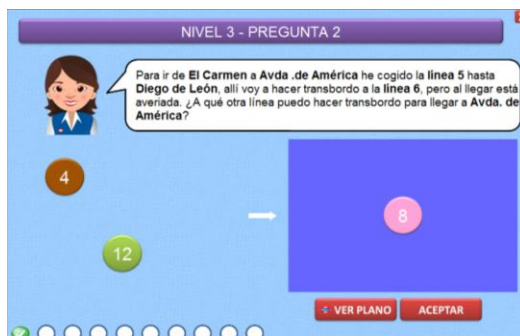 NIVEL 3 - PREGUNTA 2
Para ir de El Carmen a Avda .de América he cogido la linea 5 hasta
Diego de León, allí voy a hacer transbordo a la linea 6, pero al llegar está
averiada. ¿A qué otra línea puedo hacer transbordo para llegar a Avda. de
América?
4
8
12
VER PLANO
ACEPTAR